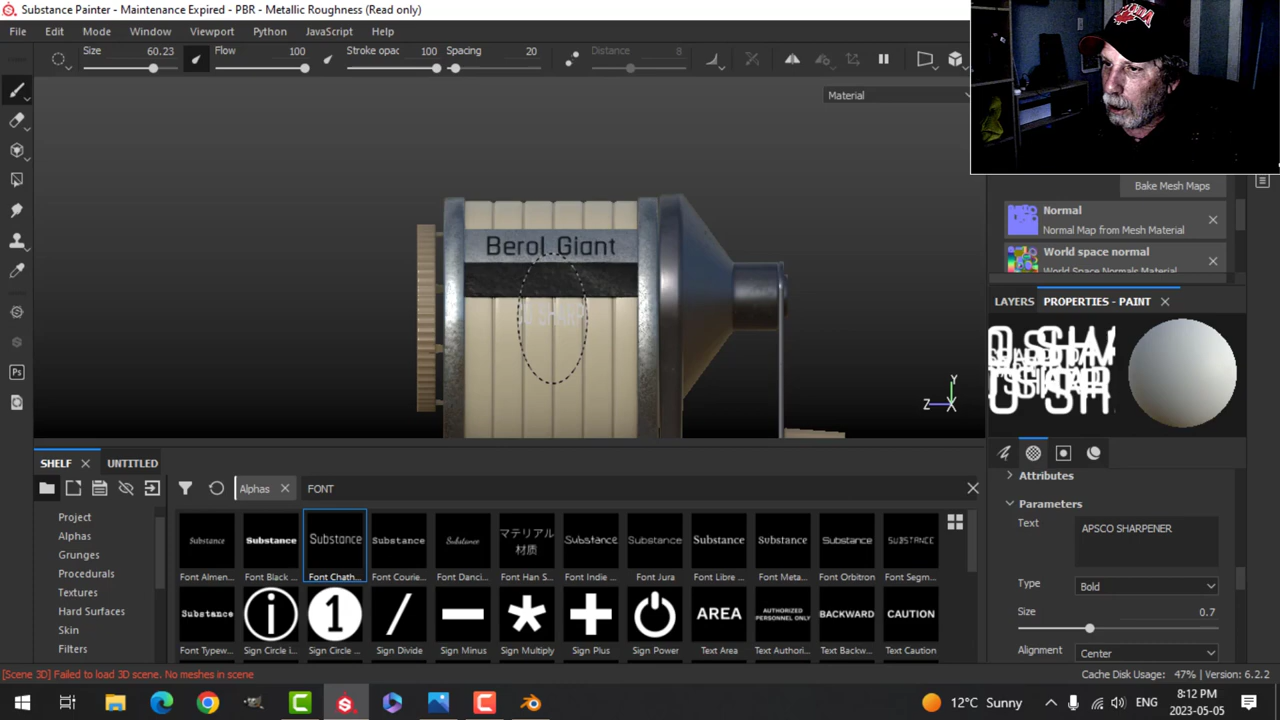 Substance Painter - Maintenance Expired - PBR - Metallic Roughness (Read only)
File Edit Mode Window Viewport Python JavaScript Help
Size 60.23 Flow 100 Stroke opac 100 Spacing 20 Distance 8
Material
Bake Mesh Maps
Normal
Normal Map from Mesh Material
World space normal
World Space Normals Material
Berol Giant
LAYERS PROPERTIES - PAINT
Y
Z X
Attributes
Parameters
Text APSCO SHARPENER
Type Bold
Size 0.7
Alignment Center
SHELF UNTITLED
Alphas FONT
Project
Alphas
Grunges
Procedurals
Textures
Hard Surfaces
Skin
Filters
Substance Substance Substance Substance Substance マテリアル Substance Substance Substance Substance Substance SUBSTANCE
材质
Font Almen... Font Black ... Font Chath... Font Courie... Font Danci... Font Han S... Font Indie ... Font Jura Font Libre ... Font Meta... Font Orbitron Font Segm...
Substance i 1 AREA AUTHORIZED PERSONNEL ONLY BACKWARD CAUTION
Font Typew... Sign Circle i Sign Circle ... Sign Divide Sign Minus Sign Multiply Sign Plus Sign Power Text Area Text Authori... Text Backw... Text Caution
[Scene 3D] Failed to load 3D scene. No meshes in scene
Cache Disk Usage: 47% | Version: 6.2.2
12°C Sunny ENG 8:12 PM
2023-05-05